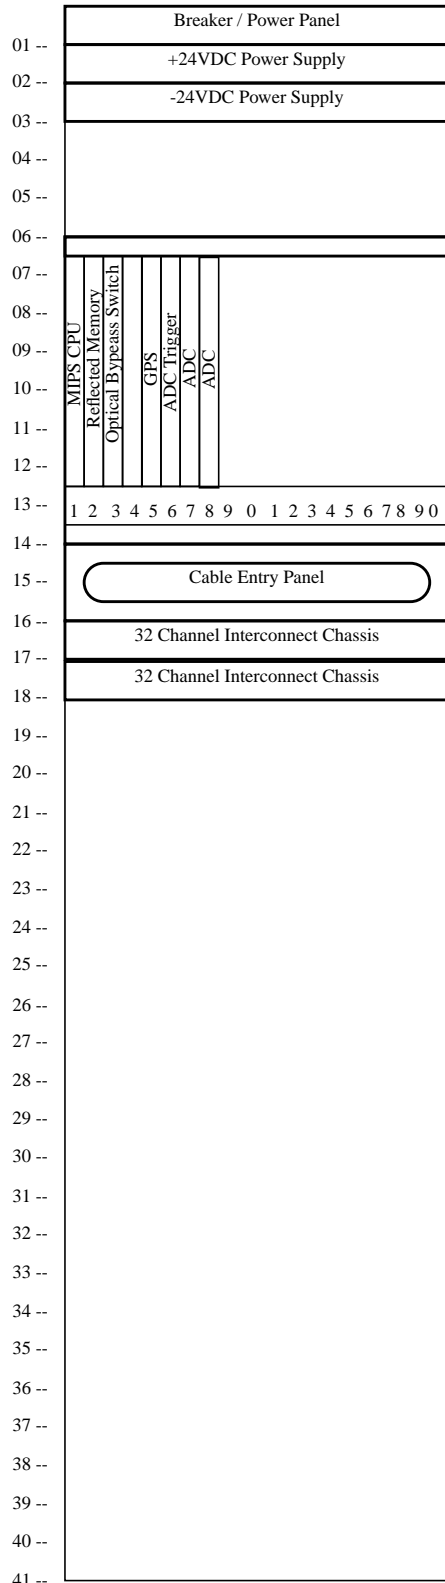 Breaker / Power Panel
01 --
+24VDC Power Supply
02 --
-24VDC Power Supply
03 --
04 --
05 --
06 --
07 --
08 --
09 --
10 --
11 --
12 --
MIPS CPU
Reflected Memory
Optical Bypeass Switch
GPS
ADC Trigger
ADC
ADC
13 --
1 2 3 4 5 6 7 8 9 0 1 2 3 4 5 6 7 8 9 0
14 --
15 --
Cable Entry Panel
16 --
32 Channel Interconnect Chassis
17 --
32 Channel Interconnect Chassis
18 --
19 --
20 --
21 --
22 --
23 --
24 --
25 --
26 --
27 --
28 --
29 --
30 --
31 --
32 --
33 --
34 --
35 --
36 --
37 --
38 --
39 --
40 --
41 --